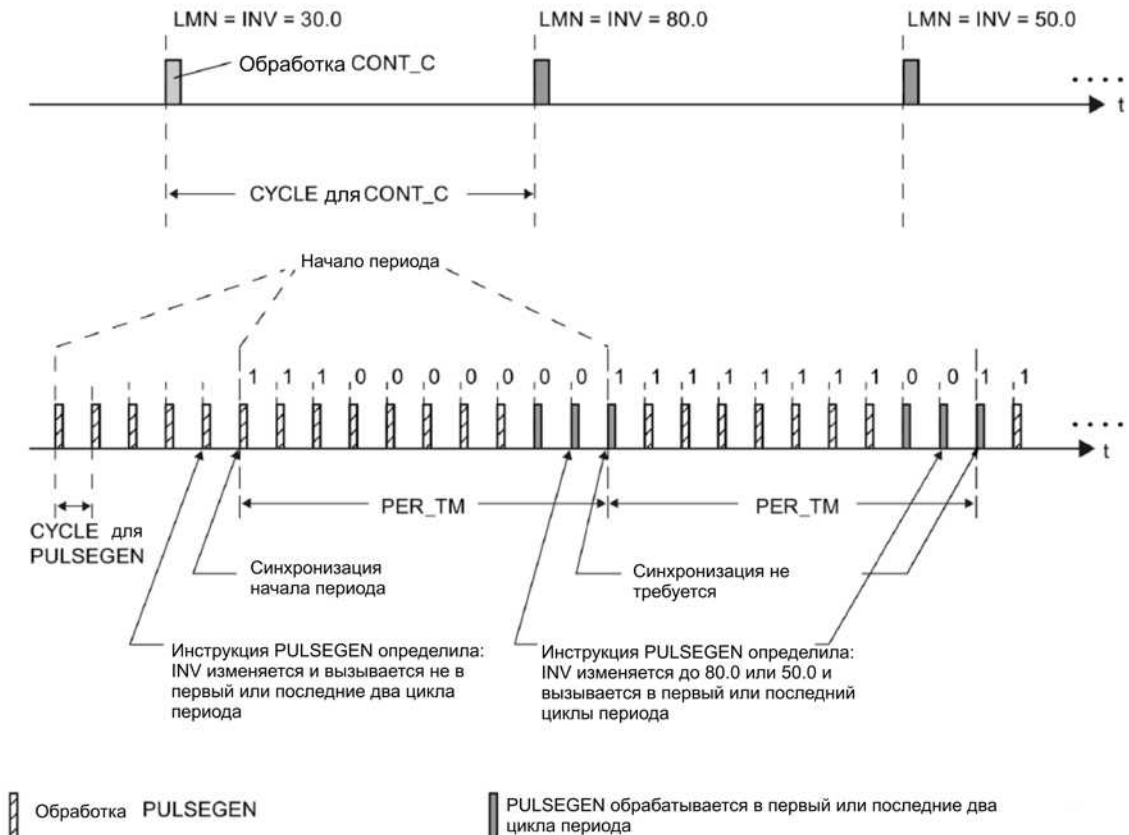 LMN = INV = 30.0 LMN = INV = 80.0 LMN = INV = 50.0
Обработка CONT_C
....
t
CYCLE для CONT_C
Начало периода
1 1 1 0 0 0 0 0 0 0 1 1 1 1 1 1 1 1 0 0 1 1
....
t
PER_TM PER_TM
CYCLE для
PULSEGEN
Синхронизация
начала периода
Синхронизация не
требуется
Инструкция PULSEGEN определила:
INV изменяется и вызывается не в
первый или последние два цикла
периода
Инструкция PULSEGEN определила:
INV изменяется до 80.0 или 50.0 и
вызывается в первый или последний
циклы периода
Обработка PULSEGEN
PULSEGEN обрабатывается в первый или последние два
цикла периода